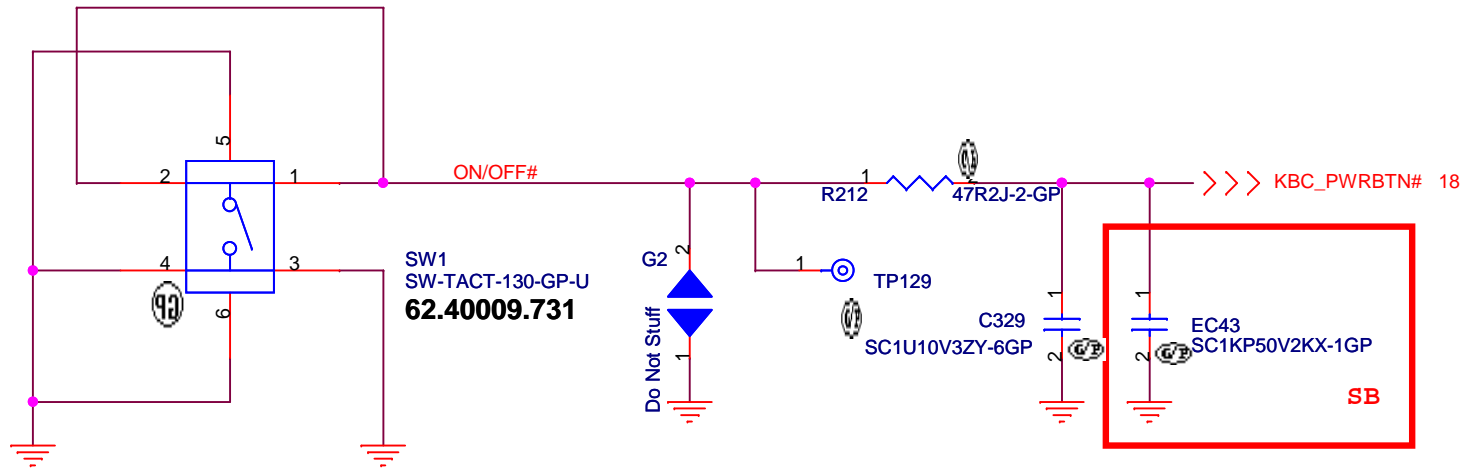 5
2
1
ON/OFF#
4
3
GP
6
SW1
SW-TACT-130-GP-U
62.40009.731
G2
2
1
Do Not Stuff
1
TP129
G/P
1
R212
47R2J-2-GP
KBC_PWRBTN# 18
1
C329
SC1U10V3ZY-6GP
2
G/P
1
EC43
SC1KP50V2KX-1GP
2
G/P
SB